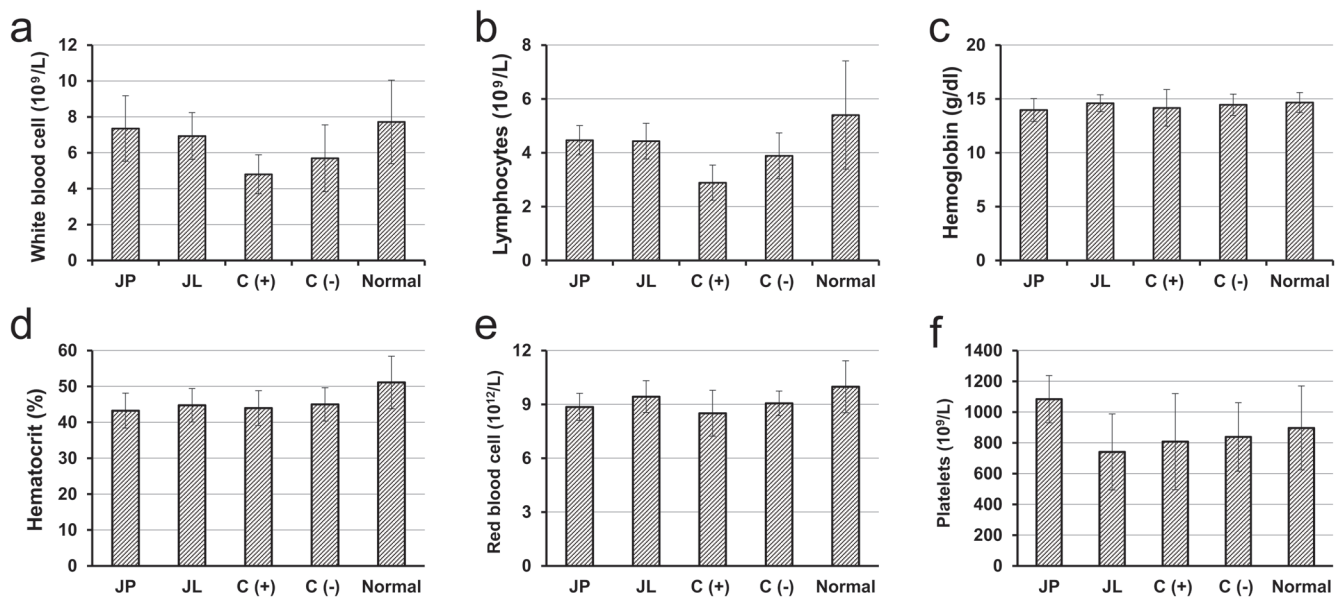 a
White blood cell (10⁹/L)
12
10
8
6
4
2
0
JP JL C (+) C (-) Normal
b
Lymphocytes (10⁹/L)
8
6
4
2
0
JP JL C (+) C (-) Normal
c
Hemoglobin (g/dl)
20
15
10
5
0
JP JL C (+) C (-) Normal
d
Hematocrit (%)
60
50
40
30
20
10
0
JP JL C (+) C (-) Normal
e
Red blood cell (10¹²/L)
12
9
6
3
0
JP JL C (+) C (-) Normal
f
Platelets (10⁹/L)
1400
1200
1000
800
600
400
200
0
JP JL C (+) C (-) Normal